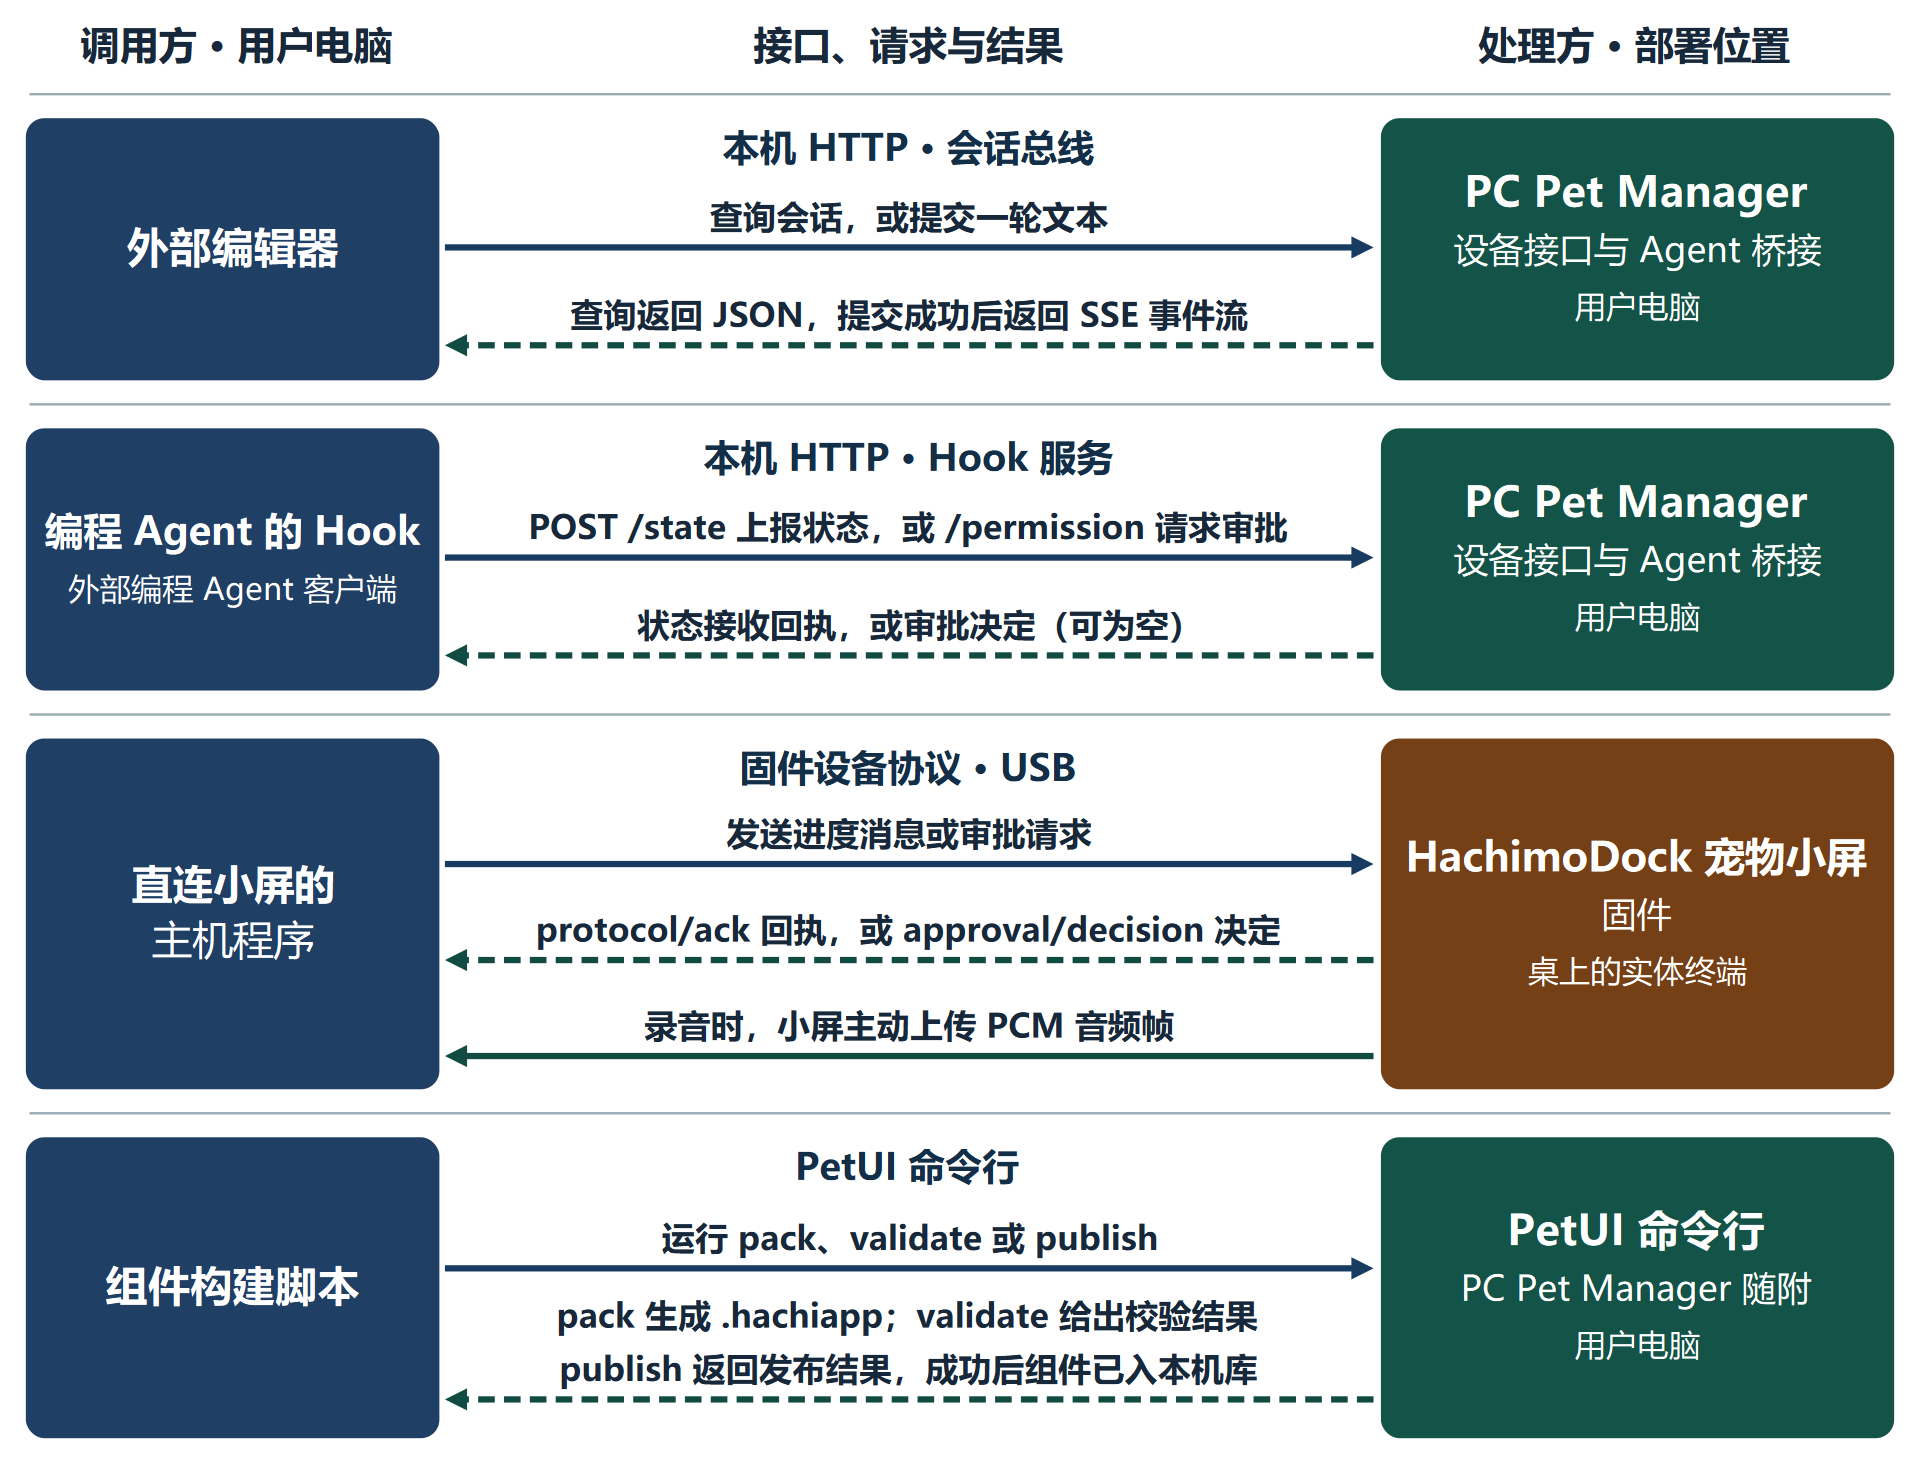 调用方・用户电脑
接口、请求与结果
处理方・部署位置
外部编辑器
本机 HTTP・会话总线
查询会话，或提交一轮文本
查询返回 JSON，提交成功后返回 SSE 事件流
PC Pet Manager
设备接口与 Agent 桥接
用户电脑
编程 Agent 的 Hook
外部编程 Agent 客户端
本机 HTTP・Hook 服务
POST /state 上报状态，或 /permission 请求审批
状态接收回执，或审批决定（可为空）
PC Pet Manager
设备接口与 Agent 桥接
用户电脑
直连小屏的
主机程序
固件设备协议・USB
发送进度消息或审批请求
protocol/ack 回执，或 approval/decision 决定
录音时，小屏主动上传 PCM 音频帧
HachimoDock 宠物小屏
固件
桌上的实体终端
组件构建脚本
PetUI 命令行
运行 pack、validate 或 publish
pack 生成 .hachiapp；validate 给出校验结果
publish 返回发布结果，成功后组件已入本机库
PetUI 命令行
PC Pet Manager 随附
用户电脑